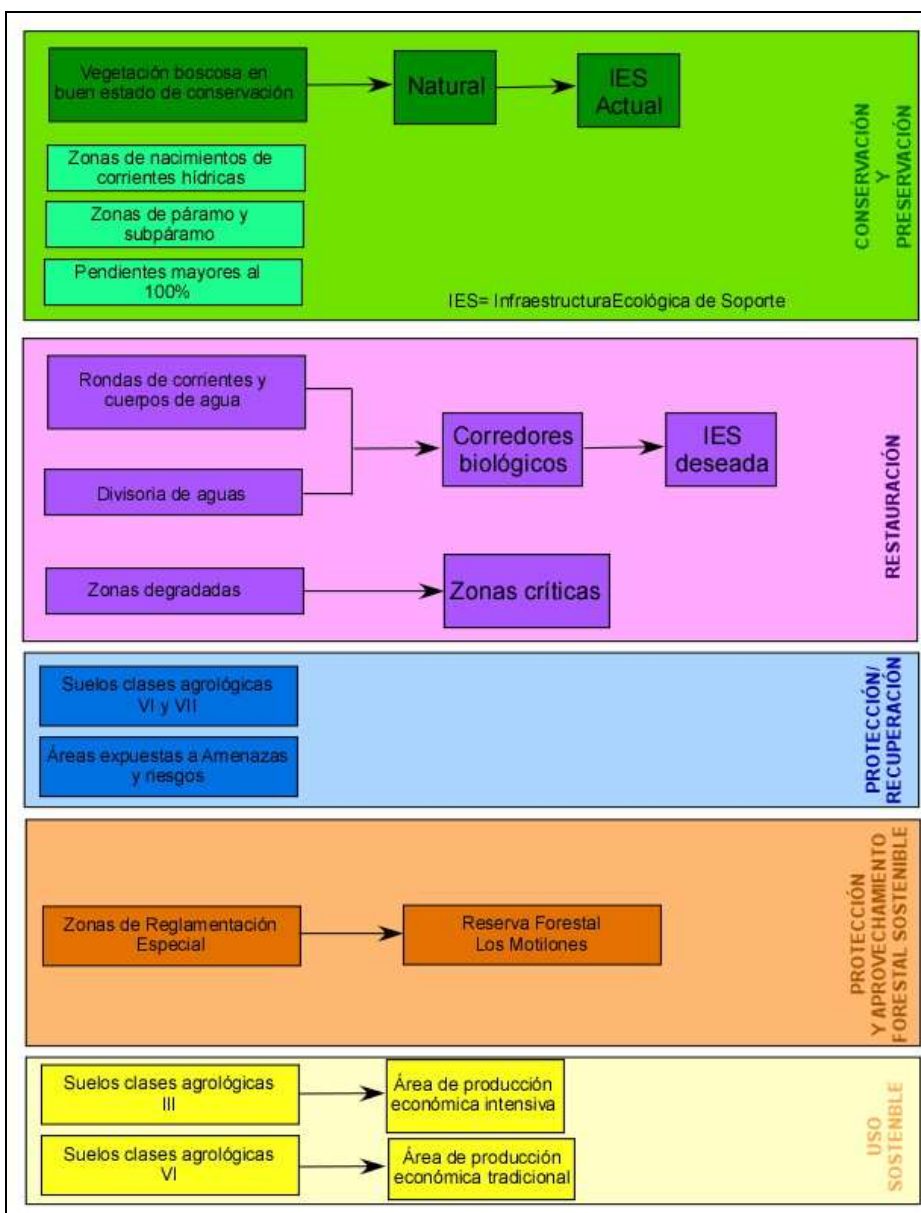 Vegetación boscosa en
buen estado de conservación
Natural
IES
Actual
Zonas de nacimientos de
corrientes hídricas
Zonas de páramo y
subpáramo
Pendientes mayores al
100%
IES= InfraestructuraEcológica de Soporte
CONSERVACIÓN
Y
PRESERVACIÓN
Rondas de corrientes y
cuerpos de agua
Divisoria de aguas
Corredores
biológicos
IES
deseada
Zonas degradadas
Zonas críticas
RESTAURACIÓN
Suelos clases agrológicas
VI y VII
Áreas expuestas a Amenazas
y riesgos
PROTECCIÓN/
RECUPERACIÓN
Zonas de Reglamentación
Especial
Reserva Forestal
Los Motilones
PROTECCIÓN
Y APROVECHAMIENTO
FORESTAL SOSTENIBLE
Suelos clases agrológicas
III
Área de producción
económica intensiva
Suelos clases agrológicas
VI
Área de producción
económica tradicional
USO
SOSTENBLE